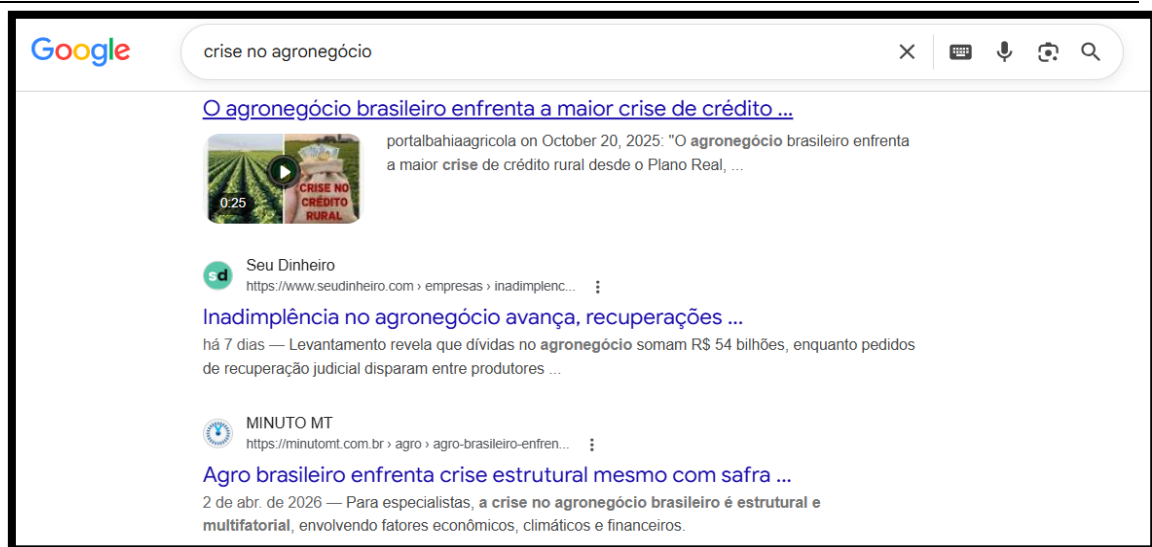 Google
crise no agronegócio
O agronegócio brasileiro enfrenta a maior crise de crédito ...
portalbahiaagricola on October 20, 2025: "O agronegócio brasileiro enfrenta
a maior crise de crédito rural desde o Plano Real, ...
CRISE NO
CRÉDITO
RURAL
0:25
sd
Seu Dinheiro
https://www.seudinheiro.com › empresas › inadimplenc...
Inadimplência no agronegócio avança, recuperações ...
há 7 dias — Levantamento revela que dívidas no agronegócio somam R$ 54 bilhões, enquanto pedidos
de recuperação judicial disparam entre produtores ...
MINUTO MT
https://minutomt.com.br › agro › agro-brasileiro-enfren...
Agro brasileiro enfrenta crise estrutural mesmo com safra ...
2 de abr. de 2026 — Para especialistas, a crise no agronegócio brasileiro é estrutural e
multifatorial, envolvendo fatores econômicos, climáticos e financeiros.